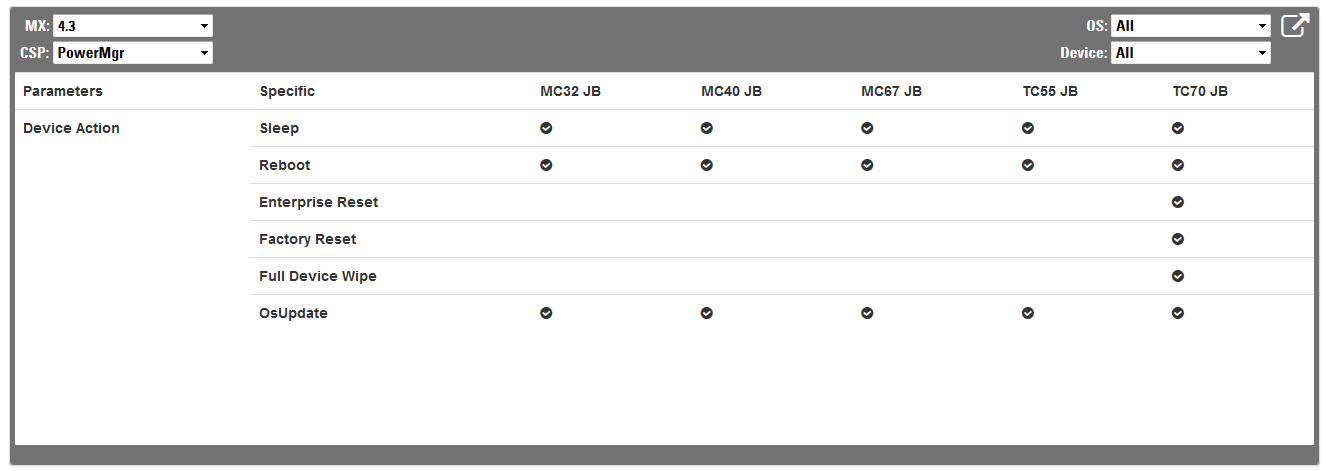 MX: 4.3 OS: All
CSP: PowerMgr Device: All
Parameters Specific MC32 JB MC40 JB MC67 JB TC55 JB TC70 JB
Device Action Sleep
Reboot
Enterprise Reset
Factory Reset
Full Device Wipe
OsUpdate